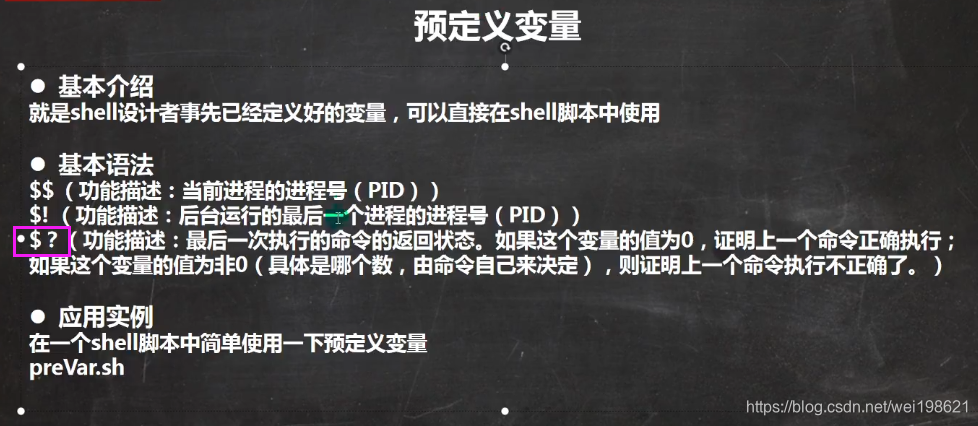 预定义变量
● 基本介绍
就是shell设计者事先已经定义好的变量，可以直接在shell脚本中使用
● 基本语法
$$（功能描述：当前进程的进程号（PID））
$!（功能描述：后台运行的最后一个进程的进程号（PID））
$？（功能描述：最后一次执行的命令的返回状态。如果这个变量的值为0，证明上一个命令正确执行；
如果这个变量的值为非0（具体是哪个数，由命令自己来决定），则证明上一个命令执行不正确了。）
● 应用实例
在一个shell脚本中简单使用一下预定义变量
preVar.sh
https://blog.csdn.net/wei198621